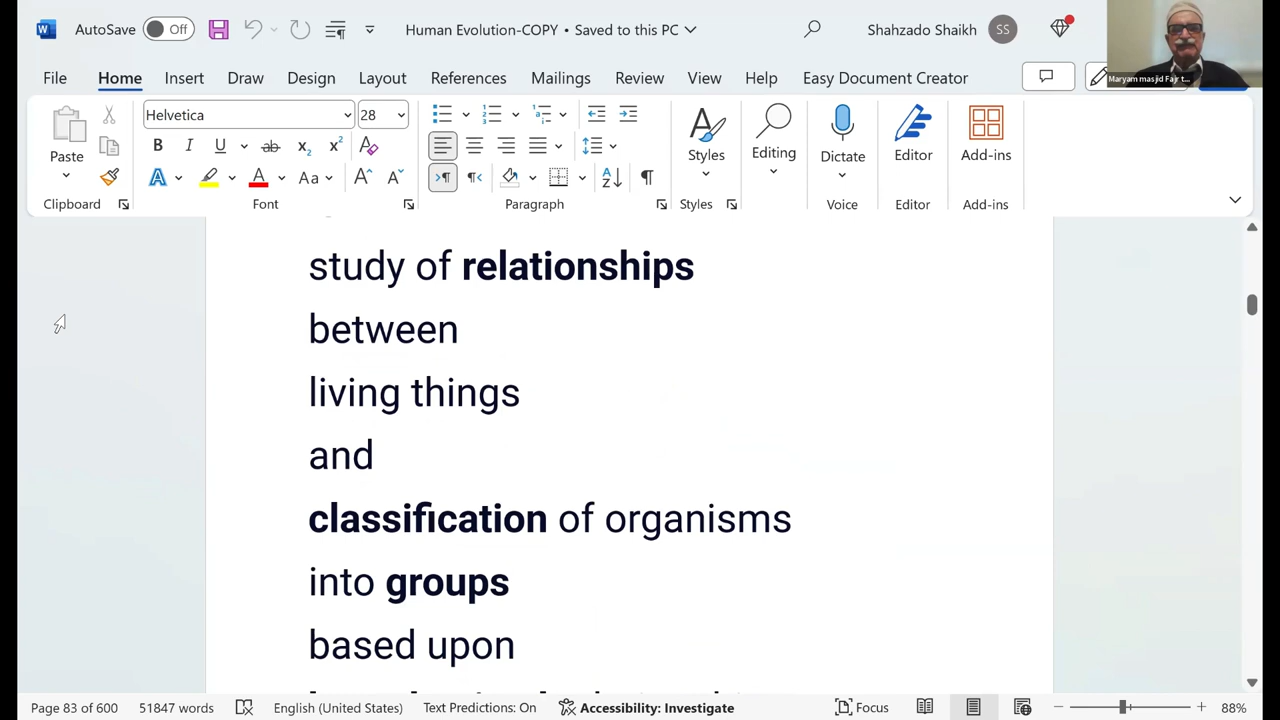 AutoSave Off Human Evolution-COPY • Saved to this PC Shahzado Shaikh SS
Maryam masjid Fajr t...
File Home Insert Draw Design Layout References Mailings Review View Help Easy Document Creator
Helvetica 28
Paste Styles Editing Dictate Editor Add-ins
Clipboard Font Paragraph Styles Voice Editor Add-ins
study of relationships
between
living things
and
classification of organisms
into groups
based upon
Page 83 of 600 51847 words English (United States) Text Predictions: On Accessibility: Investigate Focus 88%